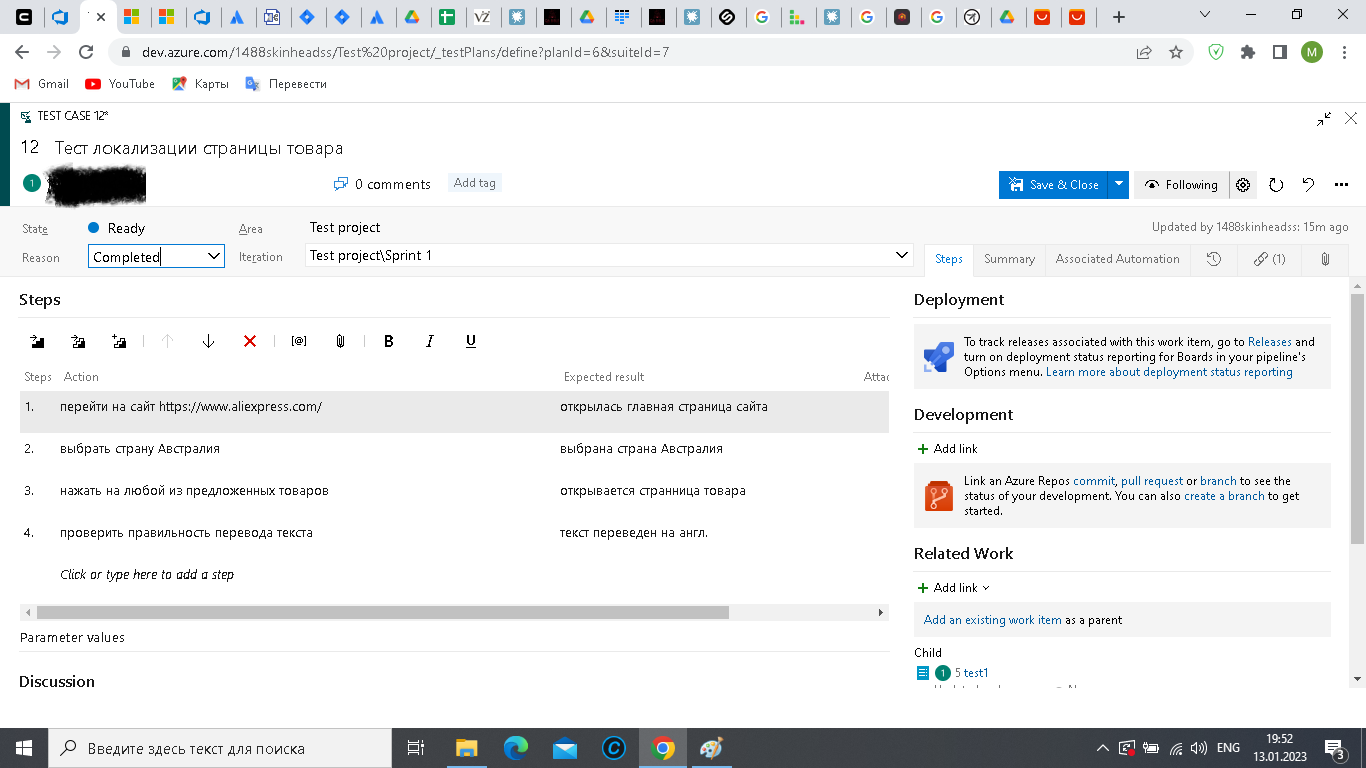 dev.azure.com/1488skinheadss/Test%20project/_testPlans/define?planId=6&suiteId=7
M
Gmail YouTube Карты Перевести
TEST CASE 12*
12 Тест локализации страницы товара
1 0 comments Add tag Save & Close Following
State Ready Area Test project Updated by 1488skinheadss: 15m ago
Reason Completed Iteration Test project\Sprint 1 Steps Summary Associated Automation (1)
Steps
[@] B I U
Steps Action Expected result Attac
1. перейти на сайт https://www.aliexpress.com/ открылась главная страница сайта
2. выбрать страну Австралия выбрана страна Австралия
3. нажать на любой из предложенных товаров открывается странница товара
4. проверить правильность перевода текста текст переведен на англ.
Click or type here to add a step
Parameter values
Discussion
Deployment
To track releases associated with this work item, go to Releases and
turn on deployment status reporting for Boards in your pipeline's
Options menu. Learn more about deployment status reporting
Development
Add link
Link an Azure Repos commit, pull request or branch to see the
status of your development. You can also create a branch to get
started.
Related Work
Add link
Add an existing work item as a parent
Child
1 5 test1
Введите здесь текст для поиска
ENG
19:52
13.01.2023
3